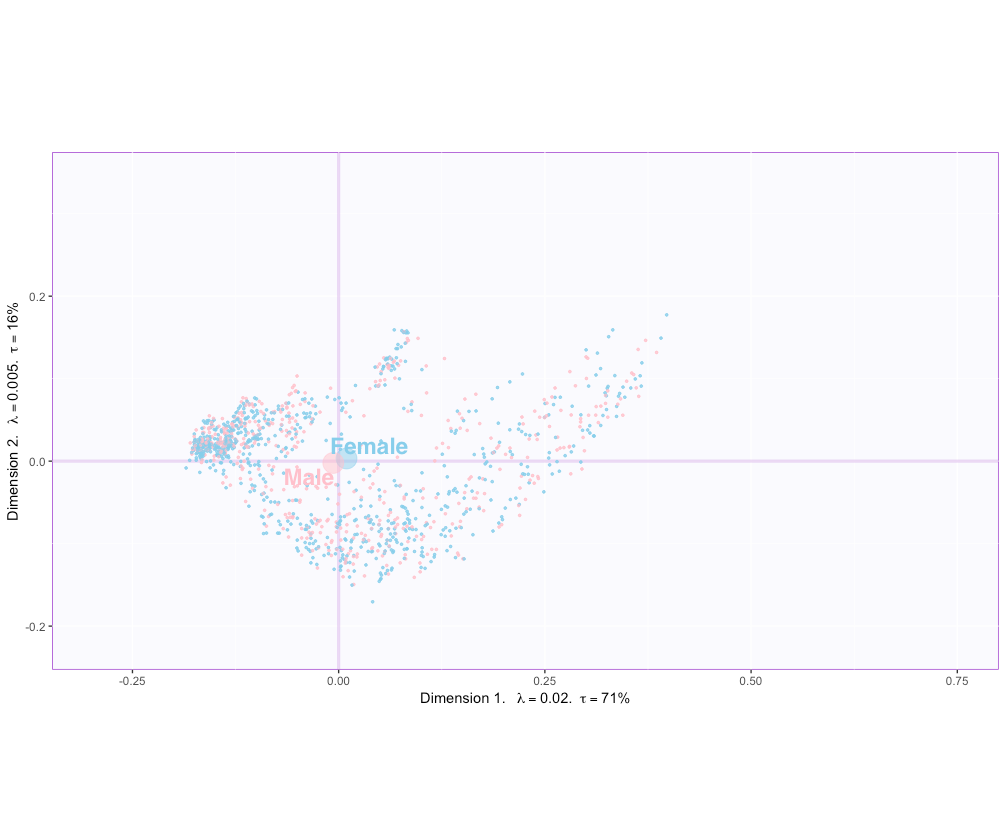 Dimension 2.   λ = 0.005.  τ = 16%
0.2
0.0
-0.2
Female
Male
-0.25
0.00
0.25
0.50
0.75
Dimension 1.   λ = 0.02.  τ = 71%